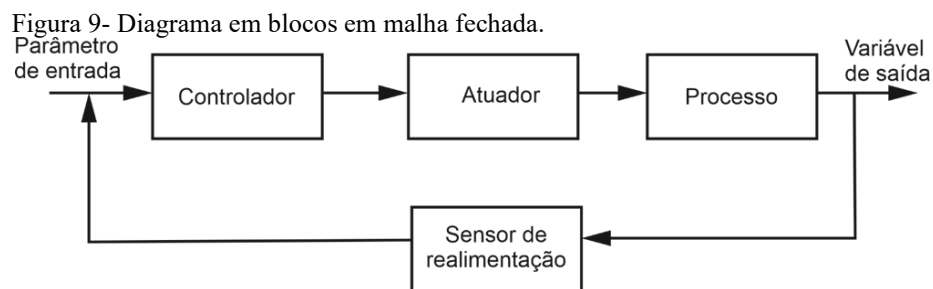 Figura 9- Diagrama em blocos em malha fechada.
Parâmetro
de entrada
Controlador
Atuador
Processo
Variável
de saída
Sensor de
realimentação